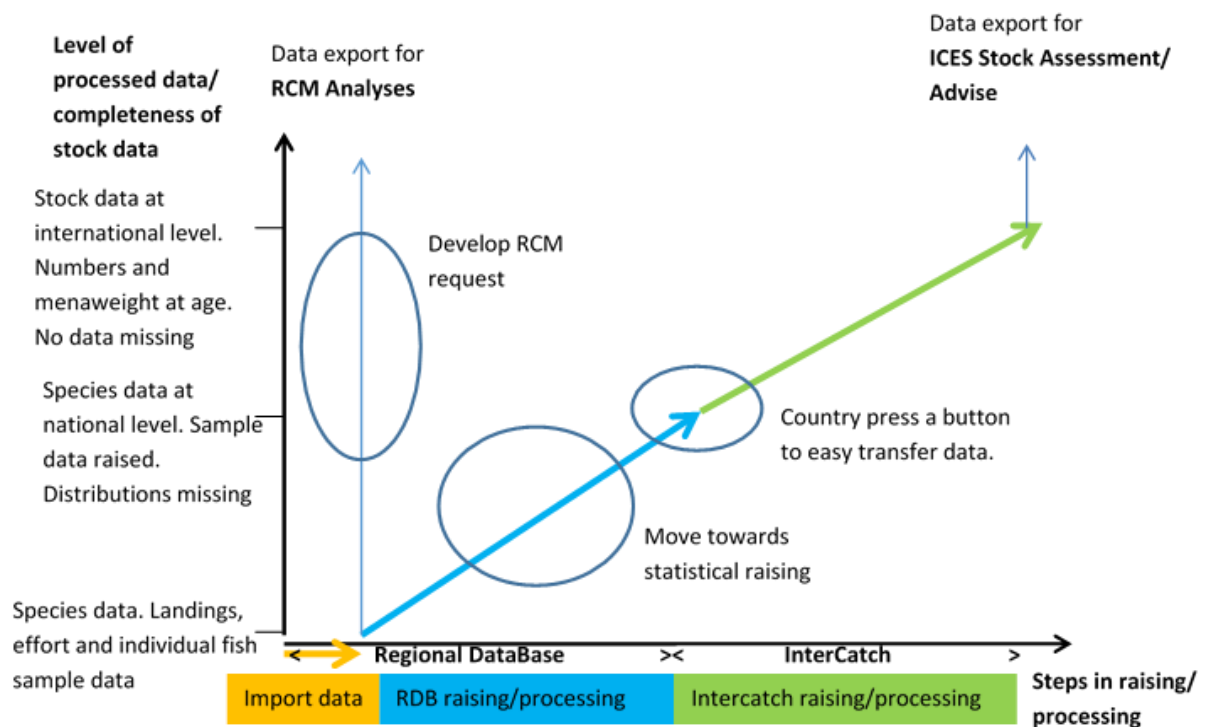 Level of
processed data/
completeness of
stock data
Data export for
RCM Analyses
Data export for
ICES Stock Assessment/
Advise
Stock data at
international level.
Numbers and
menaweight at age.
No data missing
Develop RCM
request
Species data at
national level. Sample
data raised.
Distributions missing
Country press a button
to easy transfer data.
Move towards
statistical raising
Species data. Landings,
effort and individual fish
sample data
< Regional DataBase >< InterCatch >
Import data RDB raising/processing Intercatch raising/processing
Steps in raising/
processing